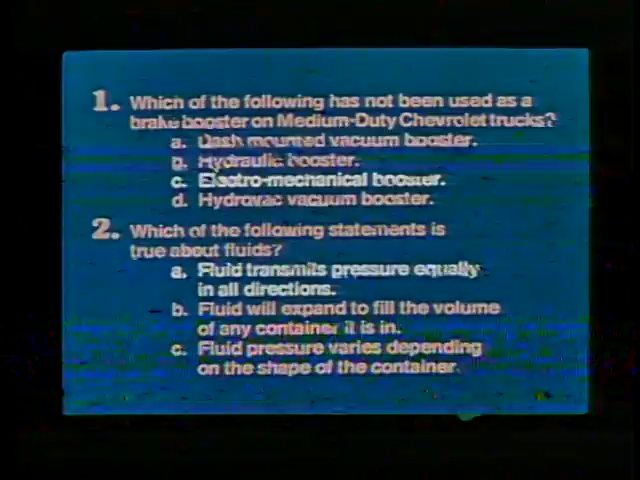 1. Which of the following has not been used as a
brake booster on Medium-Duty Chevrolet trucks?
a. Dash mounted vacuum booster.
b. Hydraulic booster.
c. Electro-mechanical booster.
d. Hydrovac vacuum booster.
2. Which of the following statements is
true about fluids?
a. Fluid transmits pressure equally
in all directions.
b. Fluid will expand to fill the volume
of any container it is in.
c. Fluid pressure varies depending
on the shape of the container.